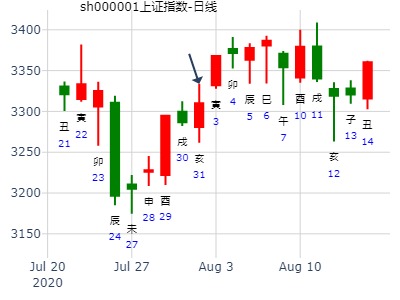 sh000001上证指数-日线
3400
3350
3300
3250
3200
3150
丑
21
寅
22
卯
23
辰
24
未
27
申
28
酉
29
戌
30
亥
31
寅
3
卯
4
辰
5
巳
6
午
7
酉
10
戌
11
亥
12
子
13
丑
14
Jul 20
2020
Jul 27
Aug 3
Aug 10